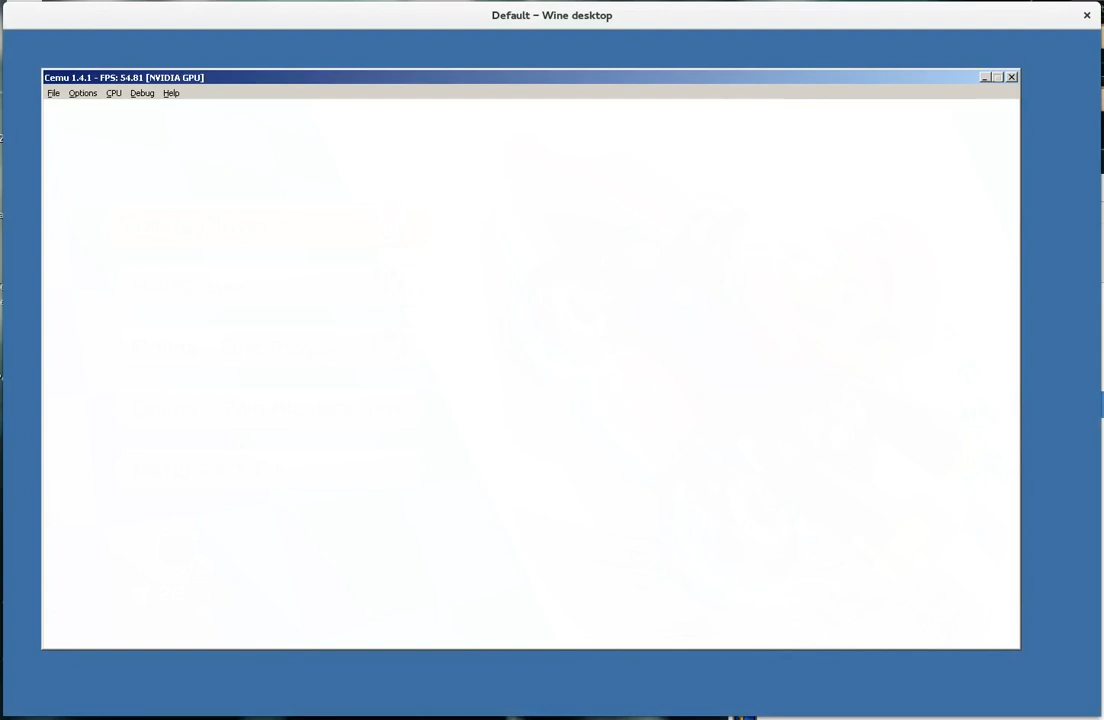 Default – Wine desktop
Cemu 1.4.1 - FPS: 54.81 [NVIDIA GPU]
File Options CPU Debug Help